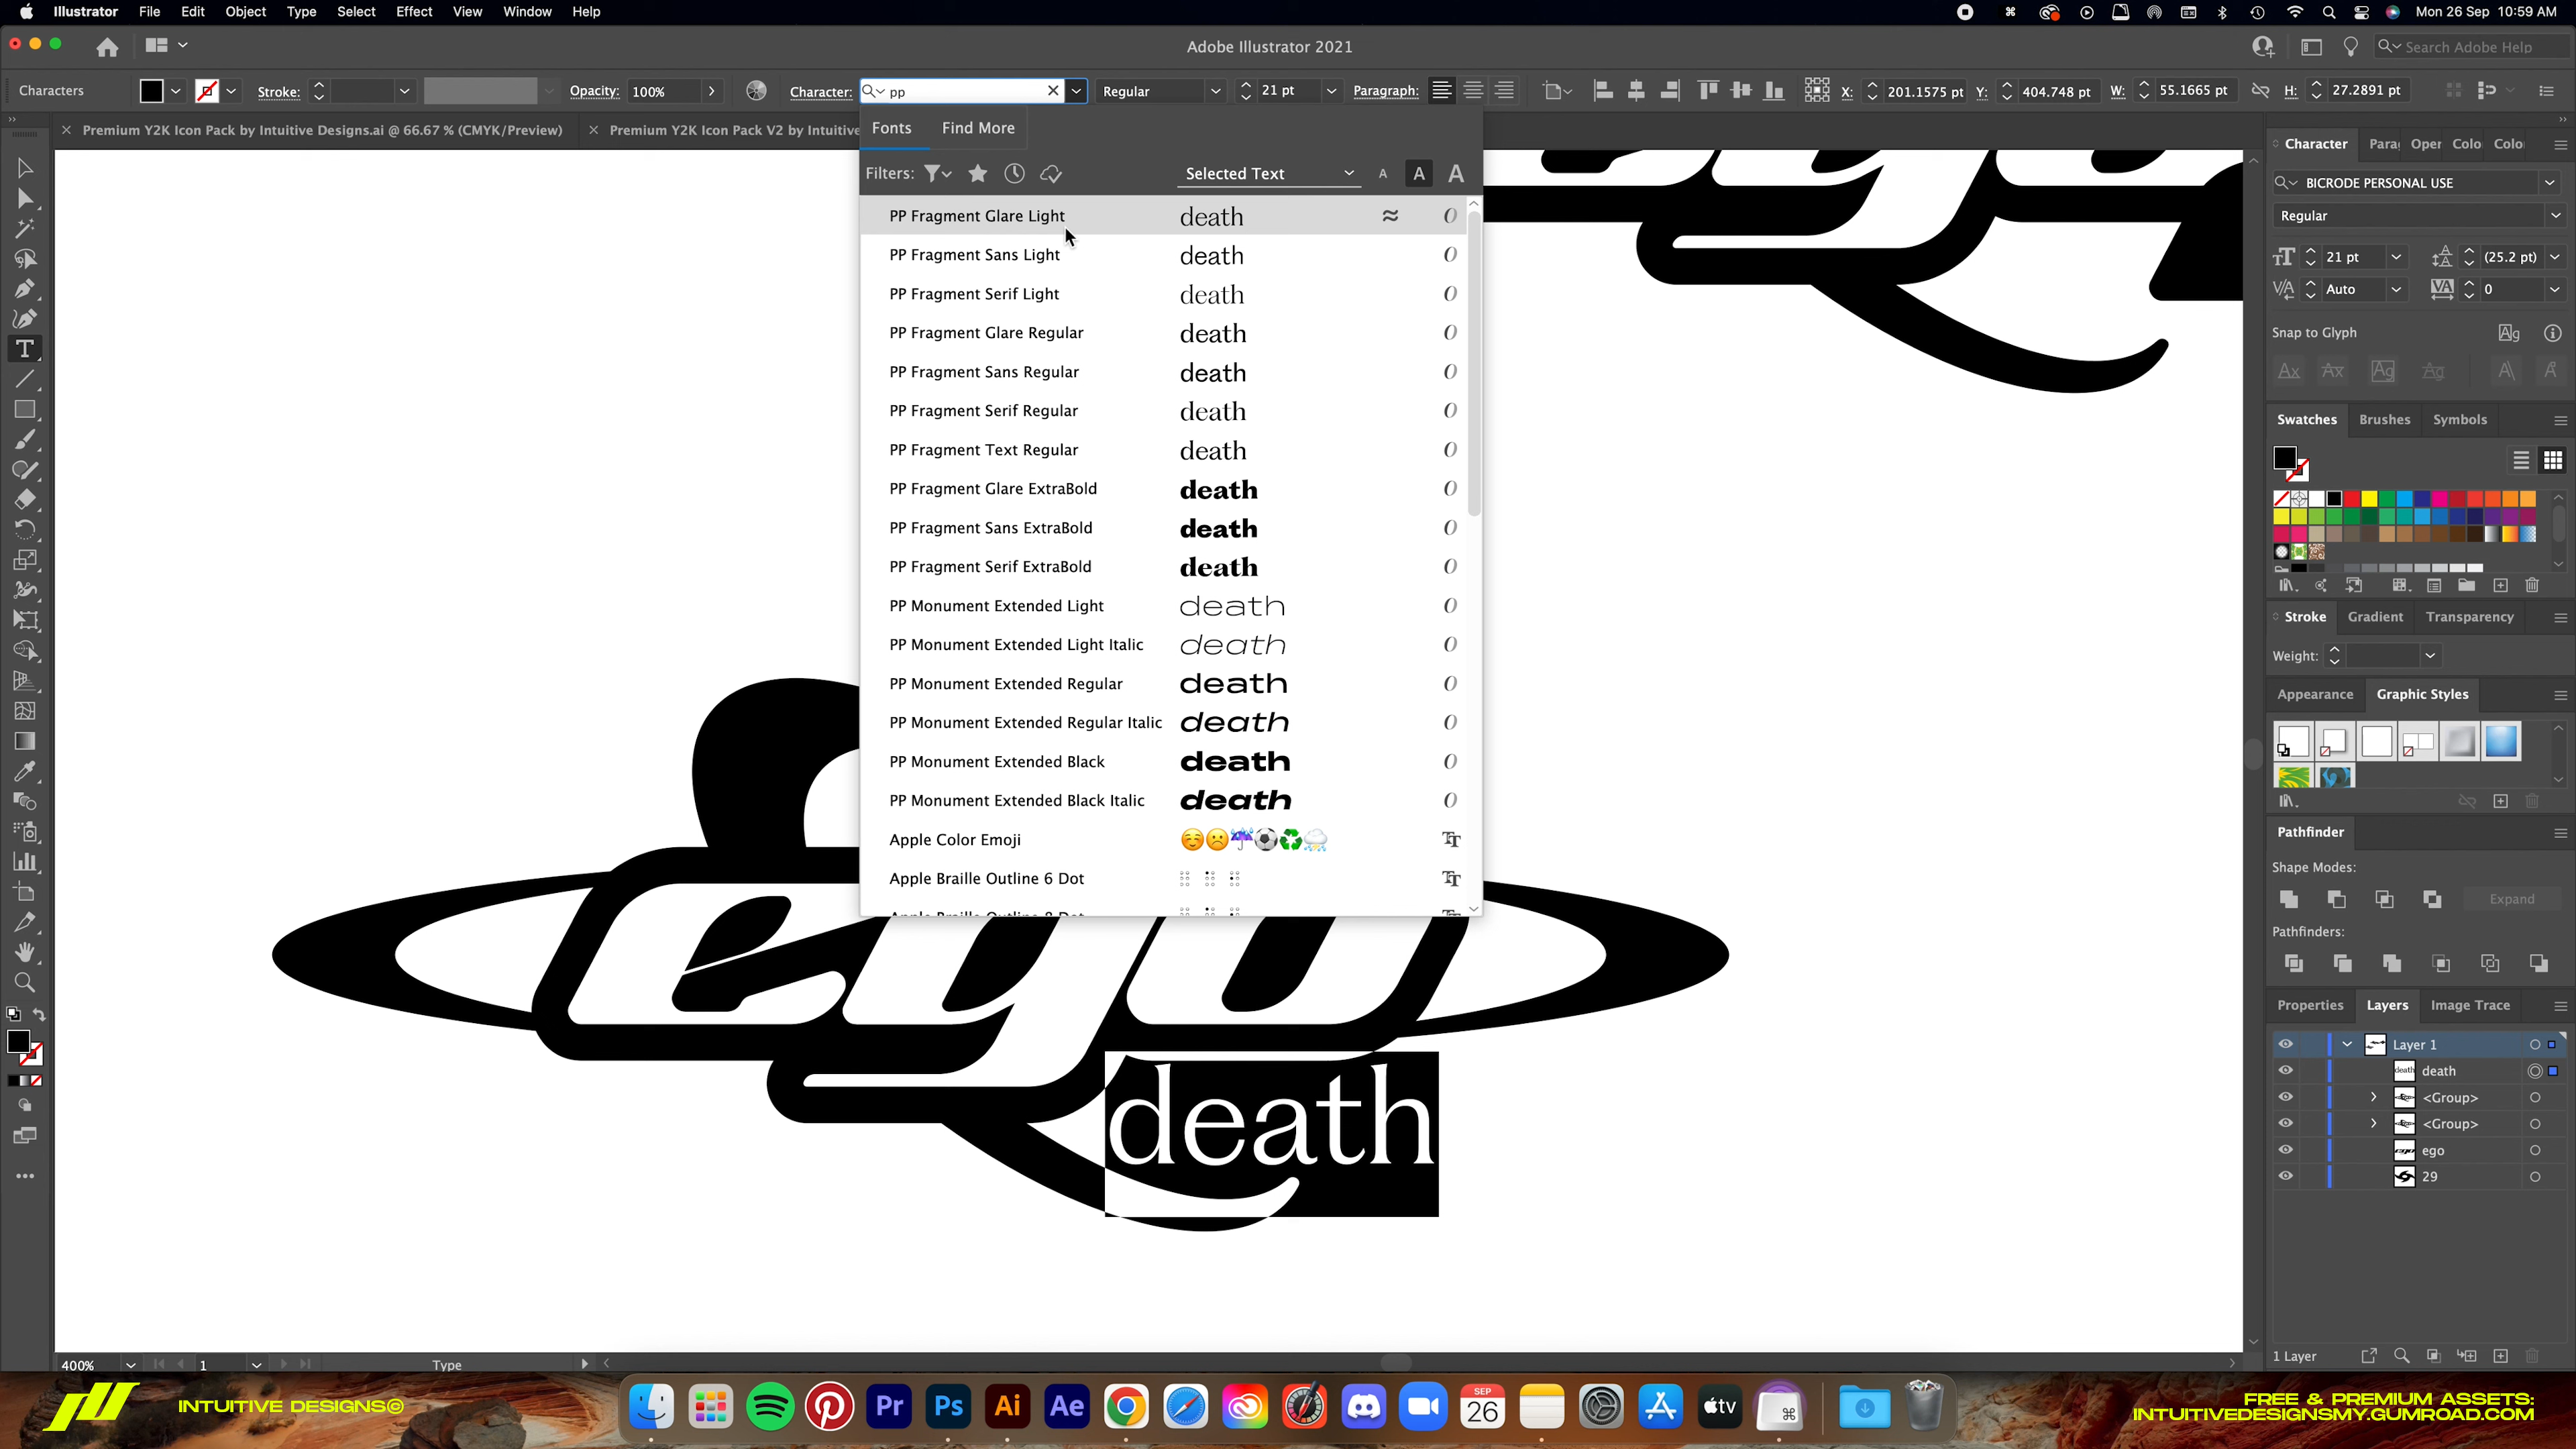 Illustrator File Edit Object Type Select Effect View Window Help Mon 26 Sep 10:59 AM
Adobe Illustrator 2021 Search Adobe Help
Characters Stroke: Opacity: 100% Character: pp Regular 21 pt Paragraph: X: 201.1575 pt Y: 404.748 pt W: 55.1665 pt H: 27.2891 pt
Premium Y2K Icon Pack by Intuitive Designs.ai @ 66.67 % (CMYK/Preview) Premium Y2K Icon Pack V2 by Intuitive
Fonts Find More
Filters: Selected Text A A A
PP Fragment Glare Light death
PP Fragment Sans Light death
PP Fragment Serif Light death
PP Fragment Glare Regular death
PP Fragment Sans Regular death
PP Fragment Serif Regular death
PP Fragment Text Regular death
PP Fragment Glare ExtraBold death
PP Fragment Sans ExtraBold death
PP Fragment Serif ExtraBold death
PP Monument Extended Light death
PP Monument Extended Light Italic death
PP Monument Extended Regular death
PP Monument Extended Regular Italic death
PP Monument Extended Black death
PP Monument Extended Black Italic death
Apple Color Emoji
Apple Braille Outline 6 Dot
Apple Braille Outline 8 Dot
ego
death
Character Para Oper Colo Colo
BICRODE PERSONAL USE
Regular
21 pt (25.2 pt)
Auto 0
Snap to Glyph
Swatches Brushes Symbols
Stroke Gradient Transparency
Weight:
Appearance Graphic Styles
Pathfinder
Shape Modes:
Expand
Pathfinders:
Properties Layers Image Trace
Layer 1
death
<Group>
<Group>
ego
29
1 Layer
400% 1 Type
INTUITIVE DESIGNS©
Pr Ps Ai Ae SEP 26 tv
FREE & PREMIUM ASSETS:
INTUITIVEDESIGNSMY.GUMROAD.COM